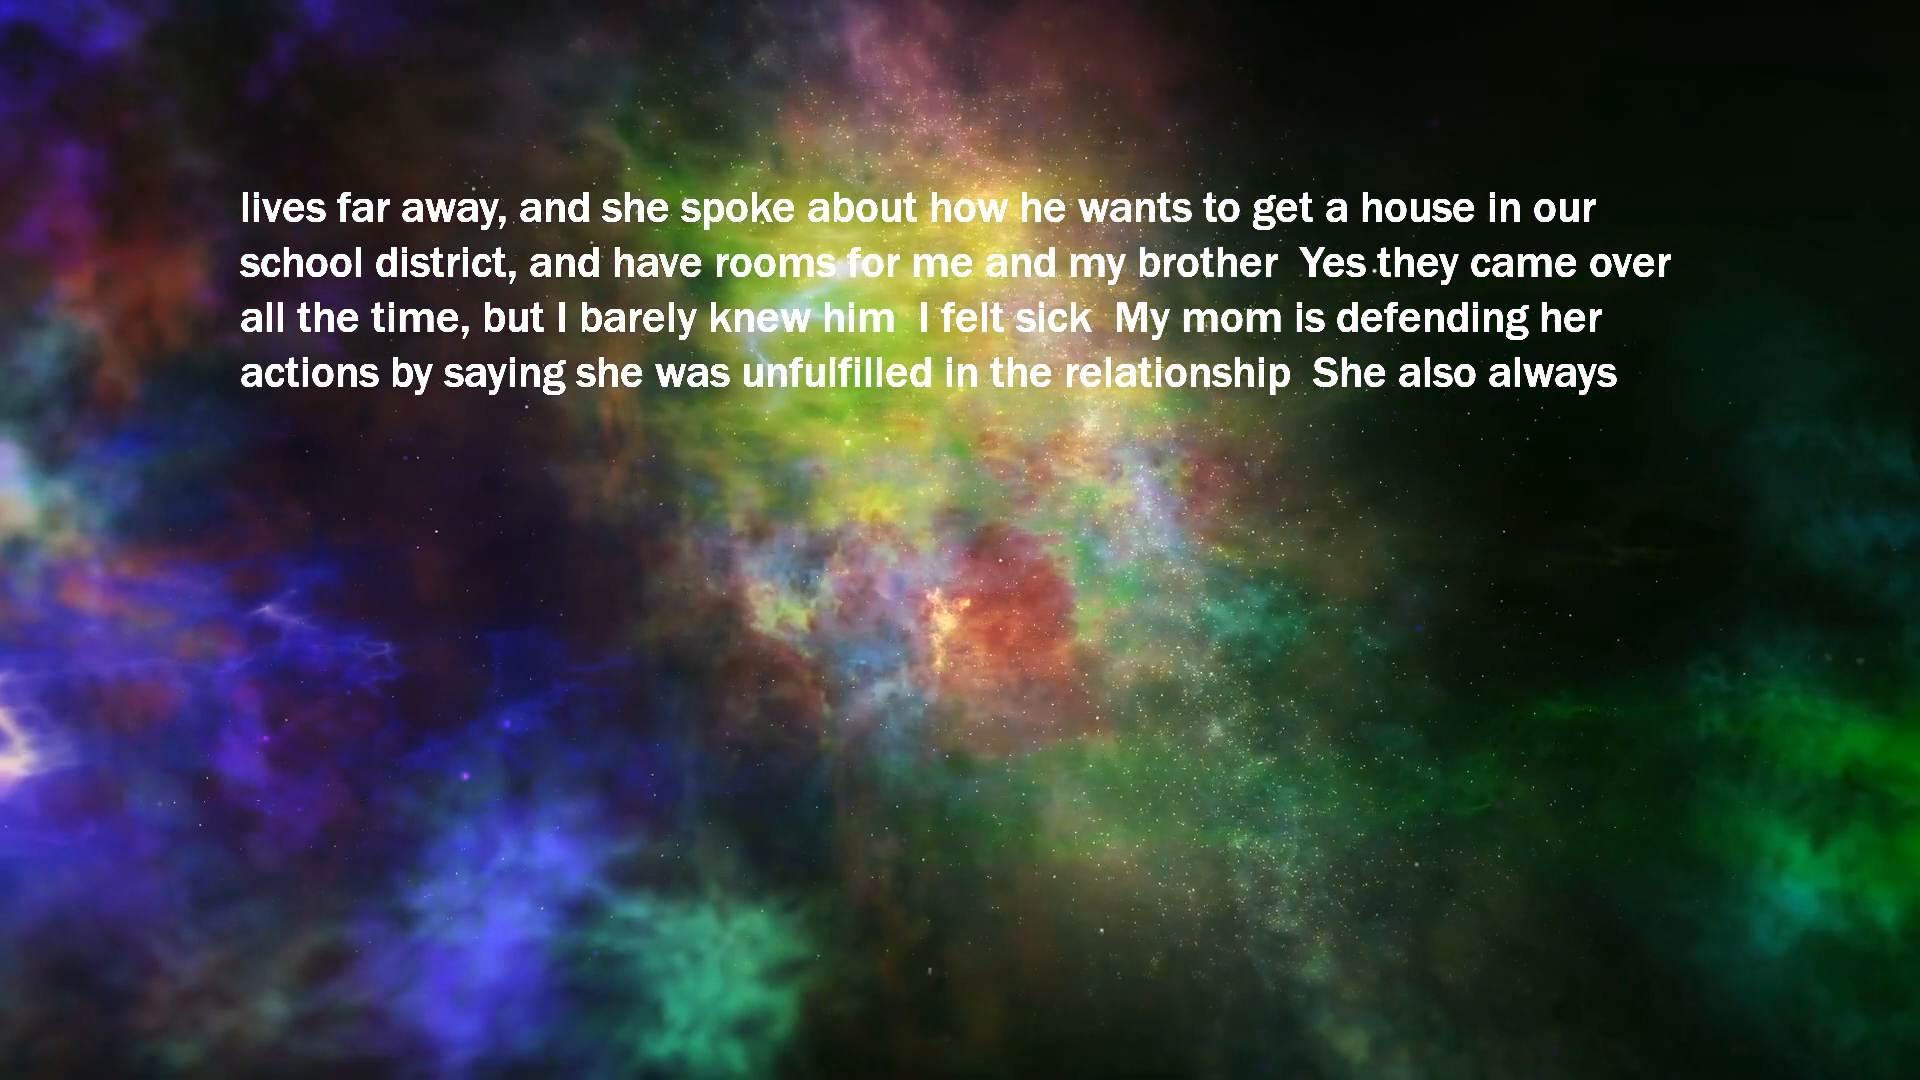 lives far away, and she spoke about how he wants to get a house in our
school district, and have rooms for me and my brother  Yes they came over
all the time, but I barely knew him  I felt sick  My mom is defending her
actions by saying she was unfulfilled in the relationship  She also always